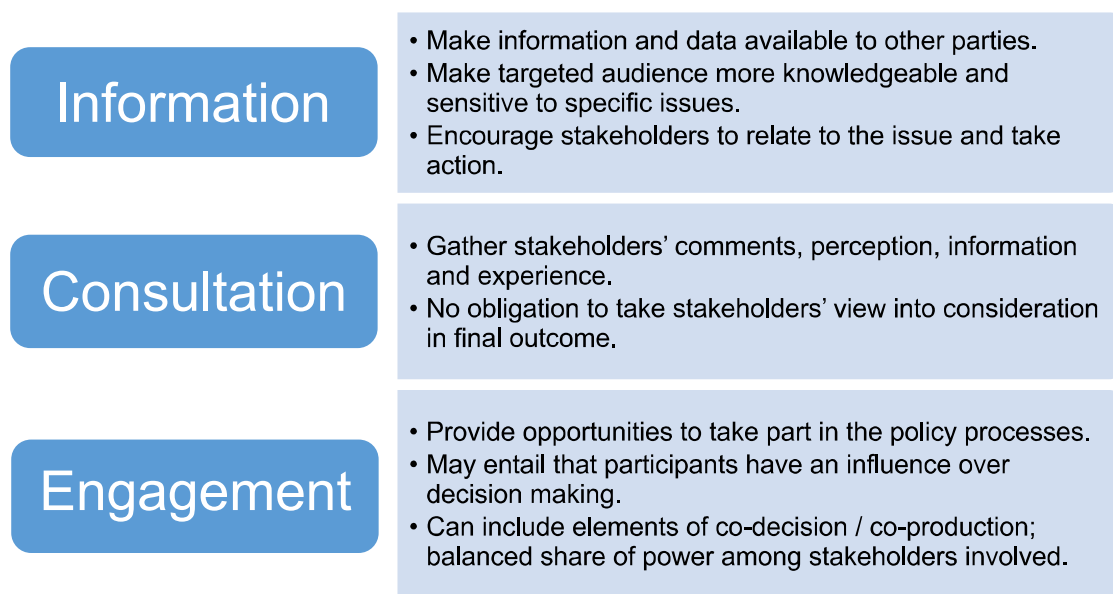 Information
• Make information and data available to other parties.
• Make targeted audience more knowledgeable and
sensitive to specific issues.
• Encourage stakeholders to relate to the issue and take
action.
Consultation
• Gather stakeholders’ comments, perception, information
and experience.
• No obligation to take stakeholders’ view into consideration
in final outcome.
Engagement
• Provide opportunities to take part in the policy processes.
• May entail that participants have an influence over
decision making.
• Can include elements of co-decision / co-production;
balanced share of power among stakeholders involved.